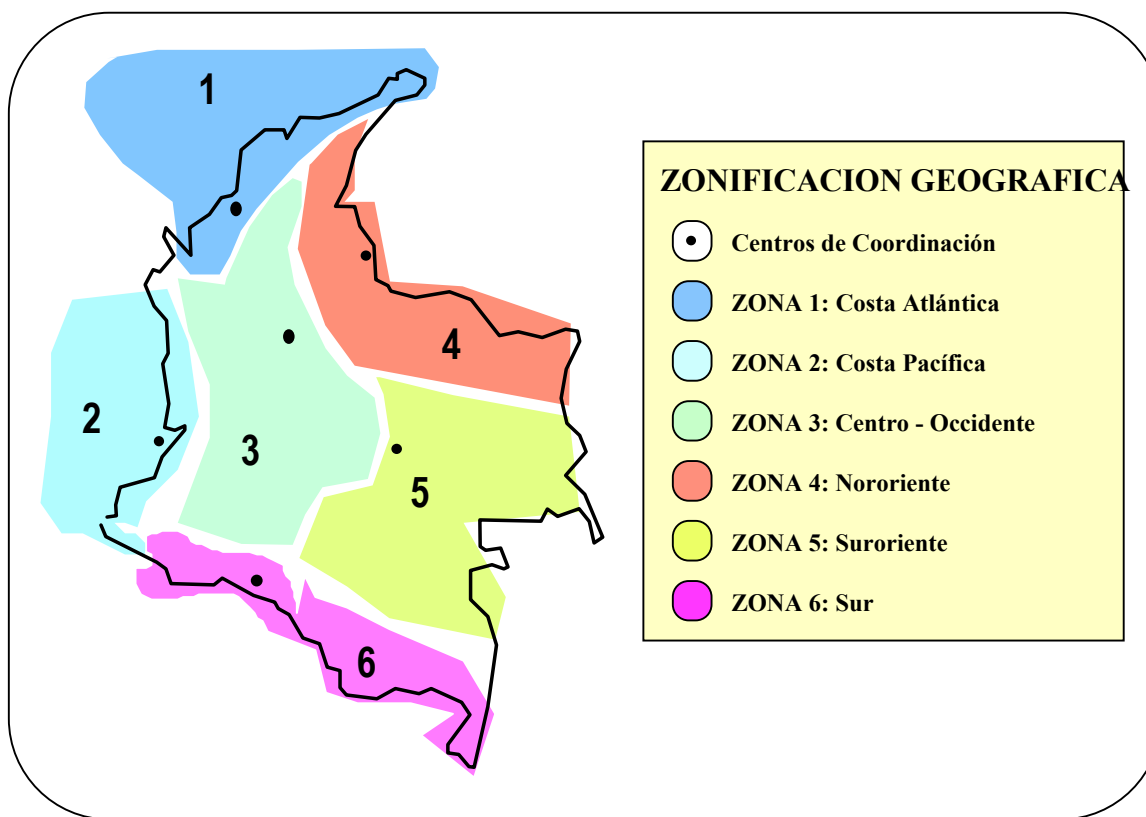 1
2
3
4
5
6
ZONIFICACION GEOGRAFICA
Centros de Coordinación
ZONA 1: Costa Atlántica
ZONA 2: Costa Pacífica
ZONA 3: Centro - Occidente
ZONA 4: Nororiente
ZONA 5: Suroriente
ZONA 6: Sur